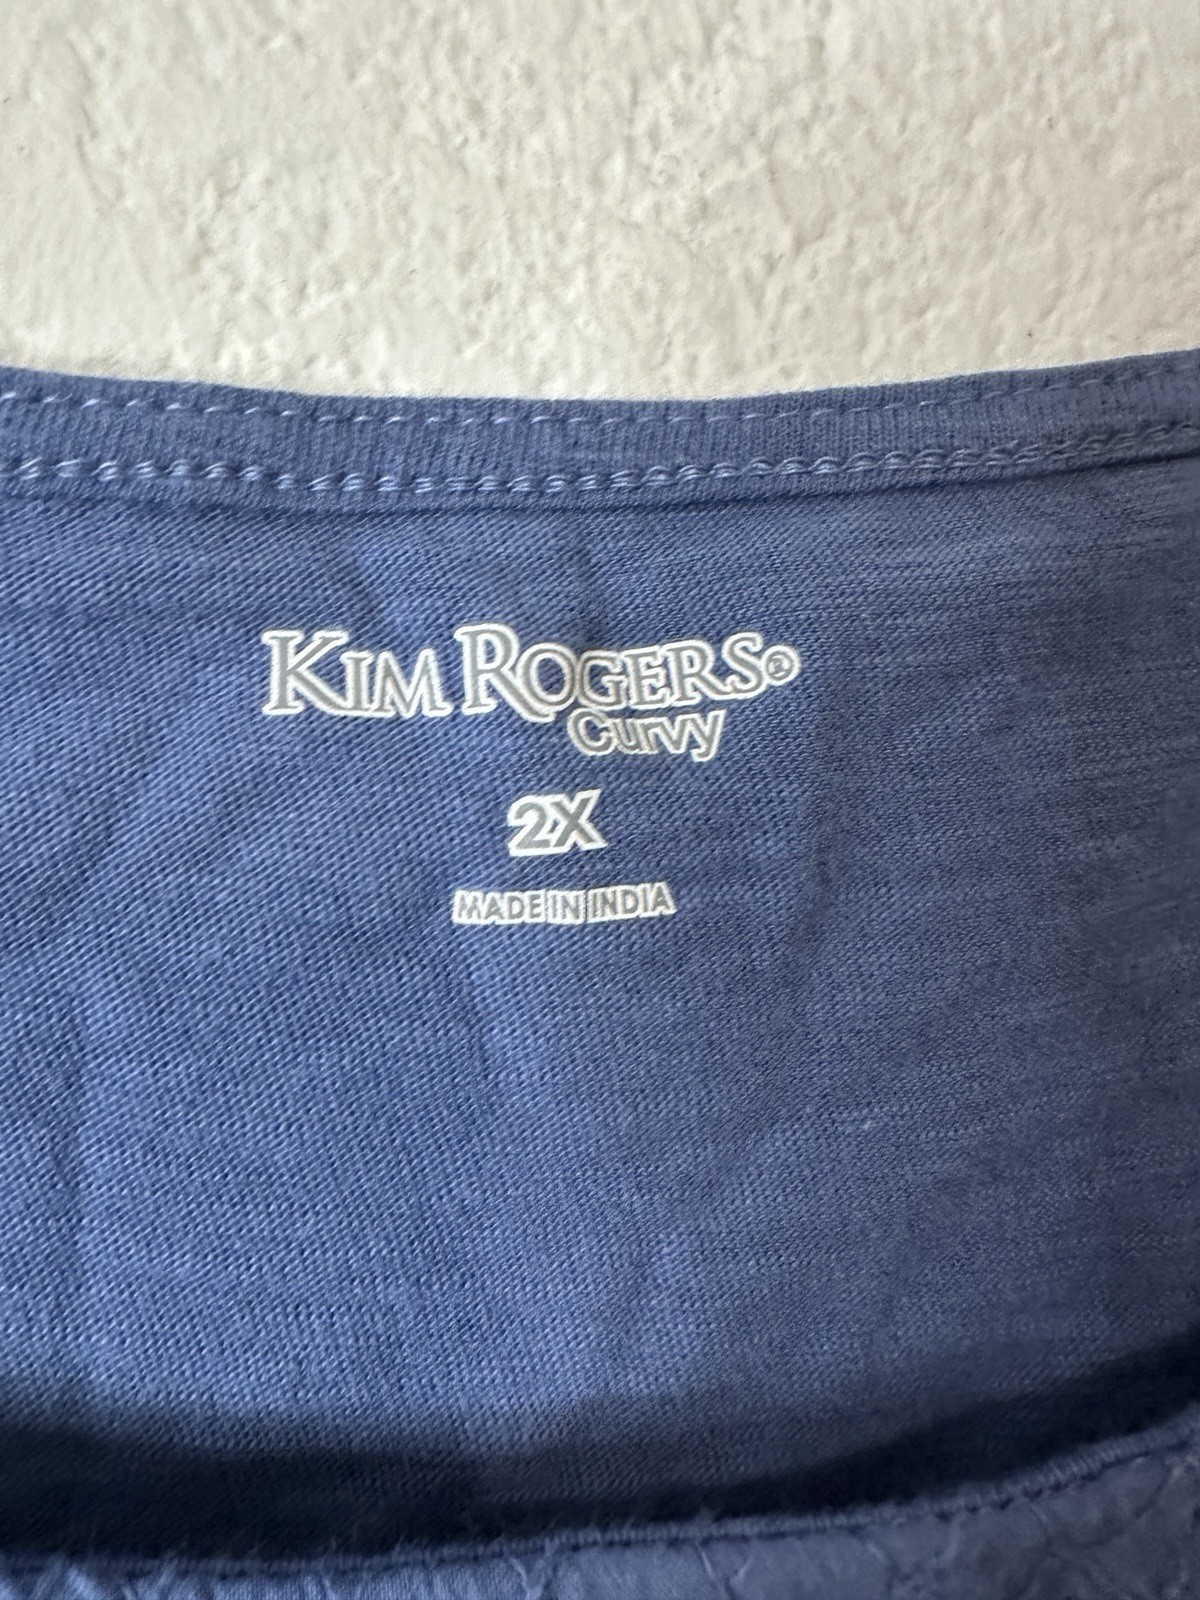 KIM ROGERS®
Curvy
2X
MADE IN INDIA